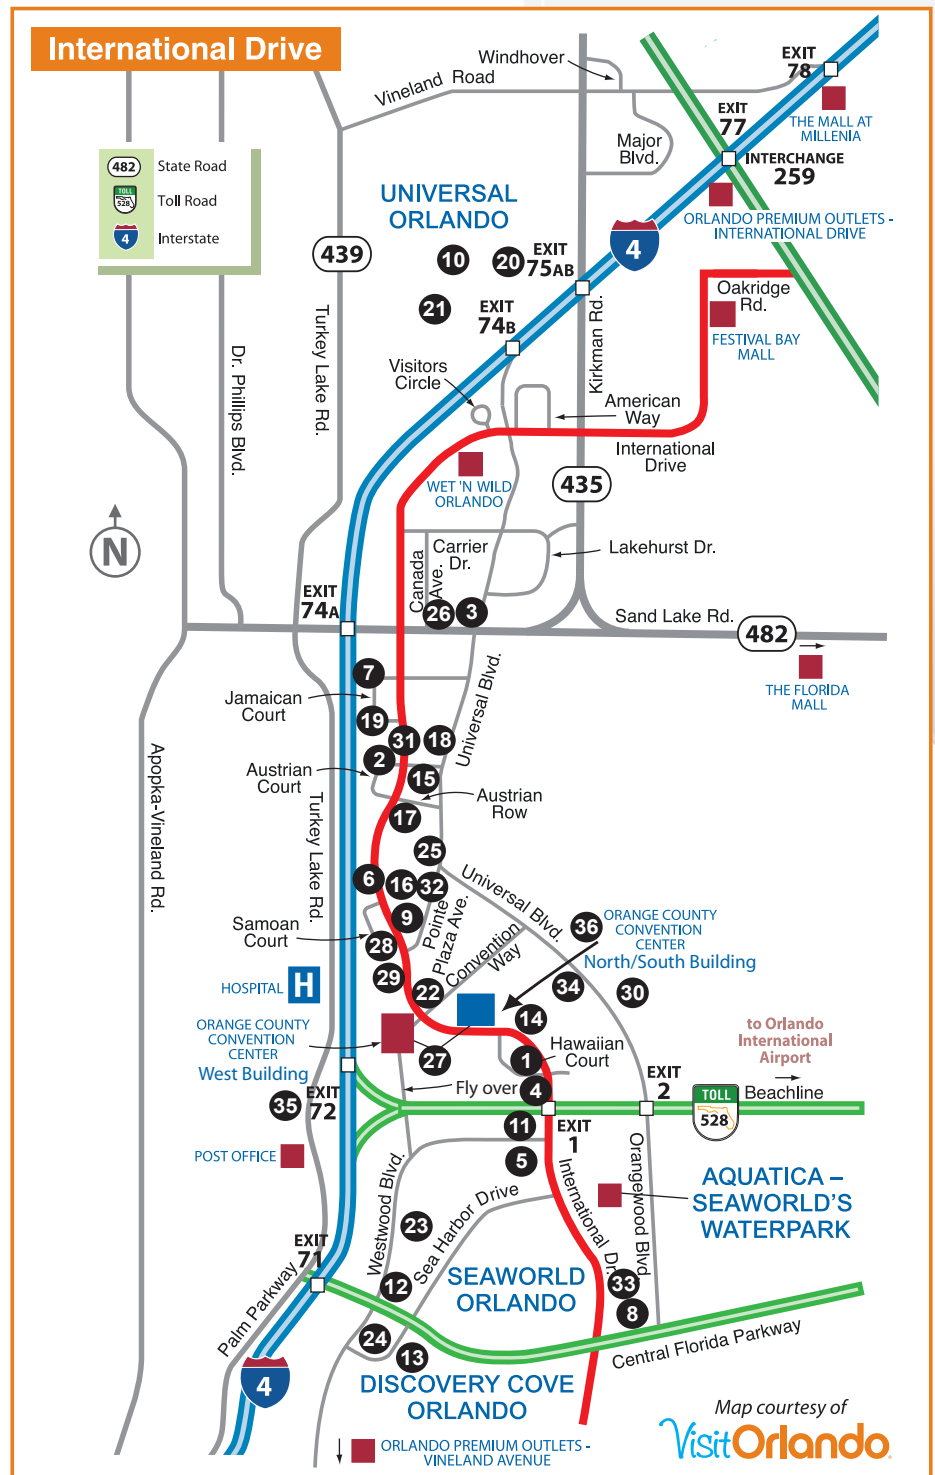 International Drive
Windhover
Vineland Road
EXIT
78
EXIT
77
THE MALL AT
MILLENIA
Major
Blvd.
INTERCHANGE
259
482 State Road
TOLL
528
Toll Road
4 Interstate
UNIVERSAL
ORLANDO
ORLANDO PREMIUM OUTLETS -
INTERNATIONAL DRIVE
439
4
10
20
EXIT
75AB
21
EXIT
74B
Oakridge
Rd.
Kirkman Rd.
FESTIVAL BAY
MALL
Turkey Lake Rd.
Dr. Phillips Blvd.
Visitors
Circle
American
Way
International
Drive
WET 'N WILD
ORLANDO
435
N
Canada
Ave.
Carrier
Dr.
Lakehurst Dr.
EXIT
74A
26
3
Sand Lake Rd.
482
7
THE FLORIDA
MALL
Jamaican
Court
Universal Blvd.
19
31
18
2
Austrian
Court
15
Austrian
Row
Apopka-Vineland Rd.
Turkey Lake Rd.
17
25
6
16
32
Universal Blvd.
9
Pointe
Plaza Ave.
Samoan
Court
28
Convention
Way
36
ORANGE COUNTY
CONVENTION
CENTER
North/South Building
HOSPITAL H
29
22
34
30
ORANGE COUNTY
CONVENTION
CENTER
West Building
14
27
1
Hawaiian
Court
to Orlando
International
Airport
Fly over
4
EXIT
2
TOLL
528
Beachline
35
EXIT
72
11
EXIT
1
POST OFFICE
5
Westwood Blvd.
Sea Harbor Drive
International Dr.
Orangewood Blvd
AQUATICA –
SEAWORLD'S
WATERPARK
23
EXIT
71
12
SEAWORLD
ORLANDO
33
8
Palm Parkway
24
13
Central Florida Parkway
4
DISCOVERY COVE
ORLANDO
ORLANDO PREMIUM OUTLETS -
VINELAND AVENUE
Map courtesy of
VisitOrlando